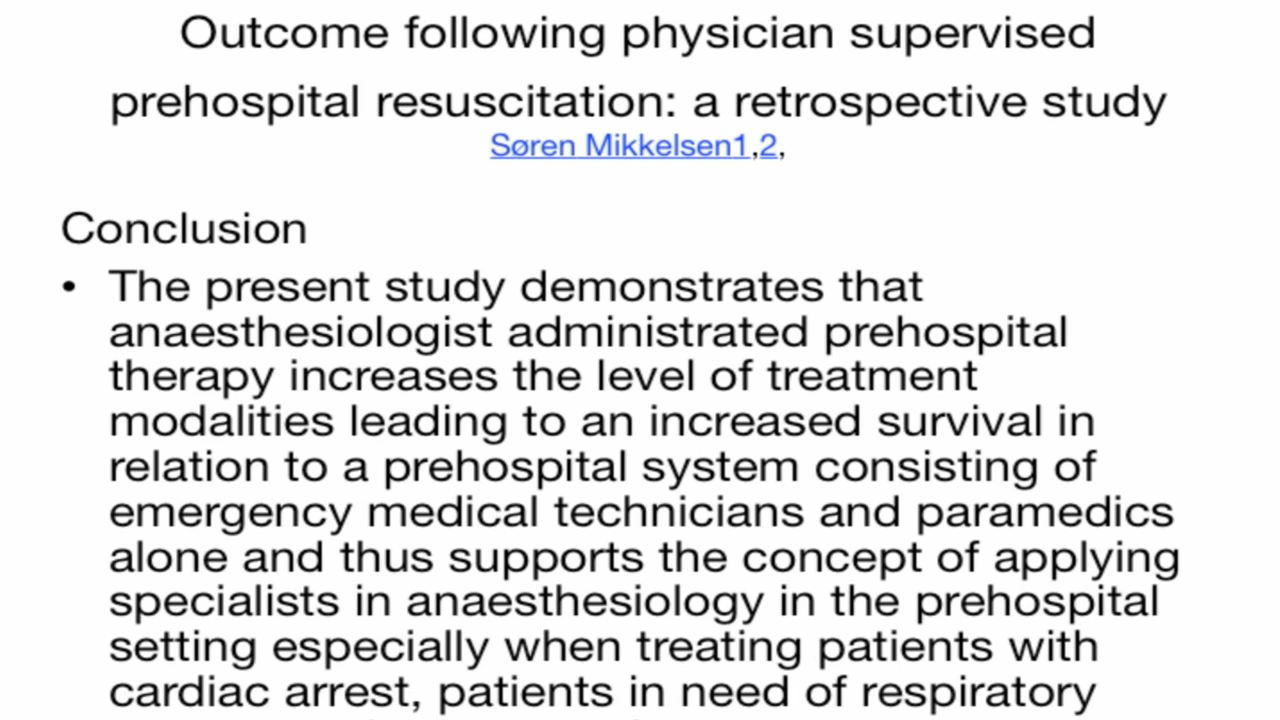 Outcome following physician supervised
prehospital resuscitation: a retrospective study
Søren Mikkelsen1,2,
Conclusion
• The present study demonstrates that
anaesthesiologist administrated prehospital
therapy increases the level of treatment
modalities leading to an increased survival in
relation to a prehospital system consisting of
emergency medical technicians and paramedics
alone and thus supports the concept of applying
specialists in anaesthesiology in the prehospital
setting especially when treating patients with
cardiac arrest, patients in need of respiratory